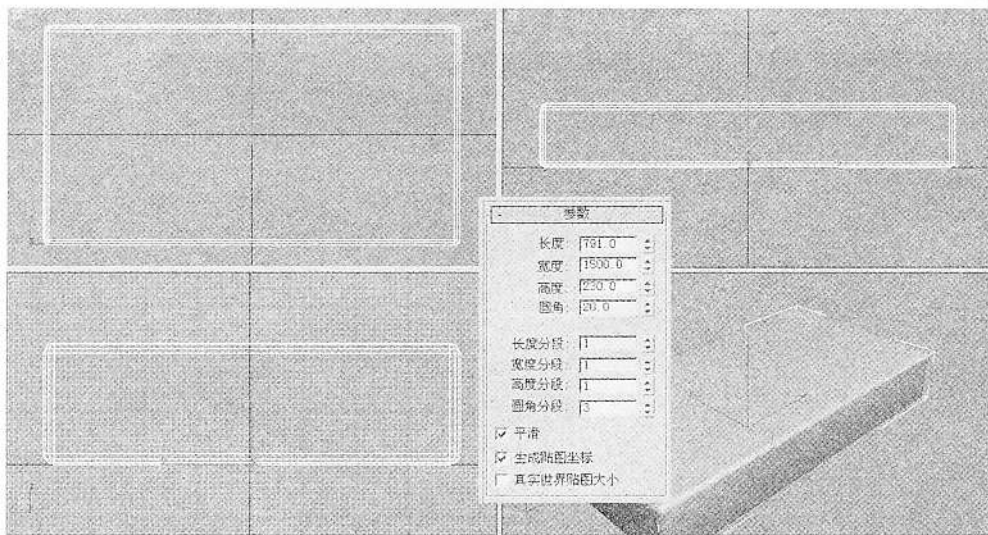 参数
长度: 791.0
宽度: 1500.0
高度: 230.0
圆角: 20.0
长度分段: 1
宽度分段: 1
高度分段: 1
圆角分段: 3
平滑
生成贴图坐标
真实世界贴图大小